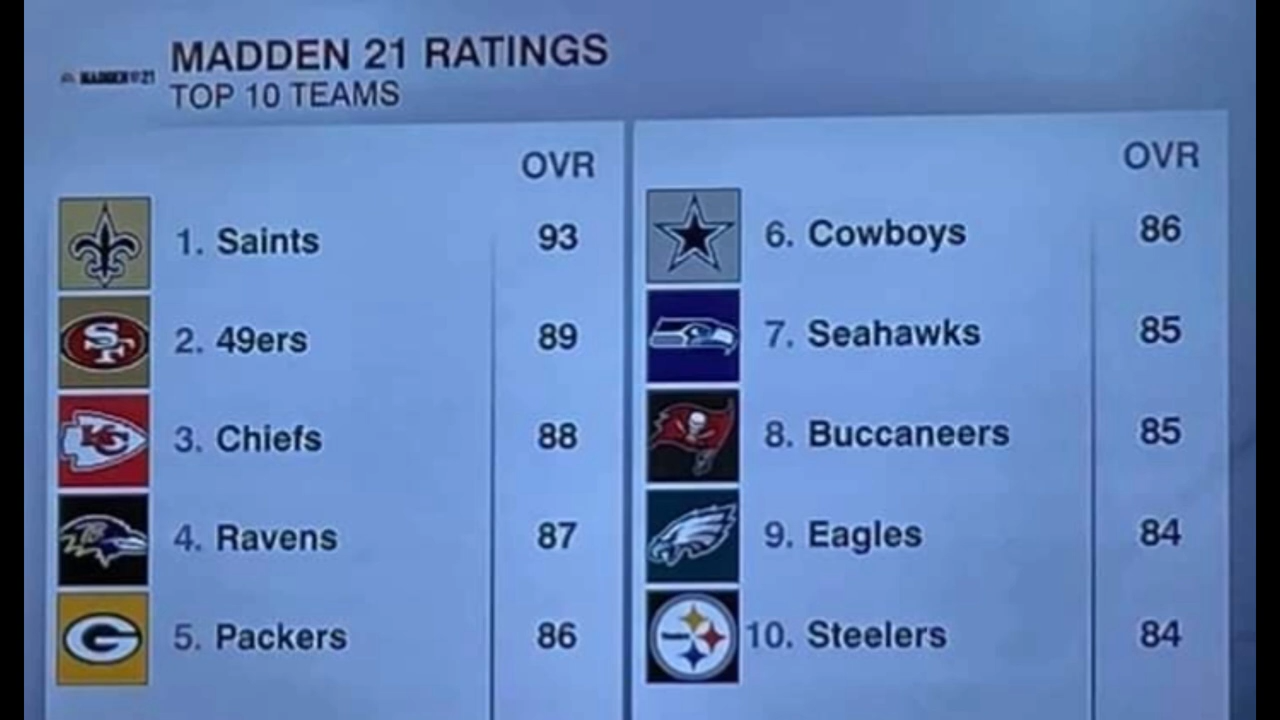 MADDEN 21
MADDEN 21 RATINGS
TOP 10 TEAMS
OVR
1. Saints 93
2. 49ers 89
3. Chiefs 88
4. Ravens 87
5. Packers 86
OVR
6. Cowboys 86
7. Seahawks 85
8. Buccaneers 85
9. Eagles 84
10. Steelers 84